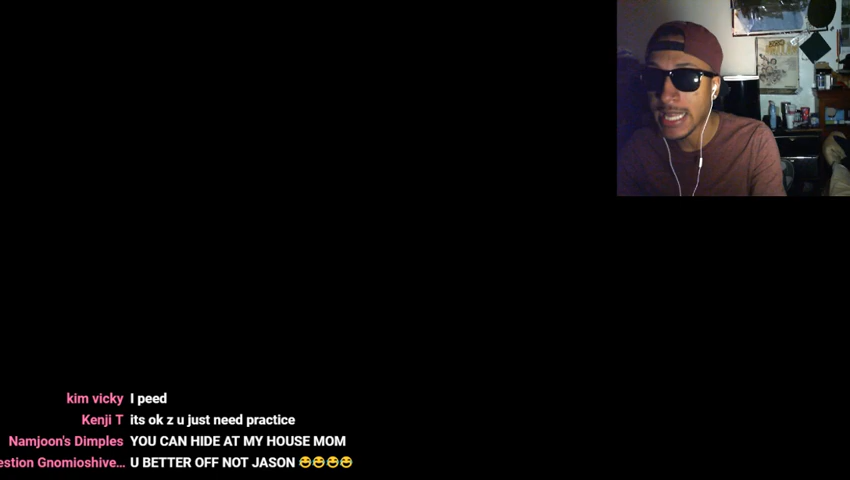 kim vicky I peed
Kenji T its ok z u just need practice
Namjoon's Dimples YOU CAN HIDE AT MY HOUSE MOM
estion Gnomioshive... U BETTER OFF NOT JASON 😂😂😂😂